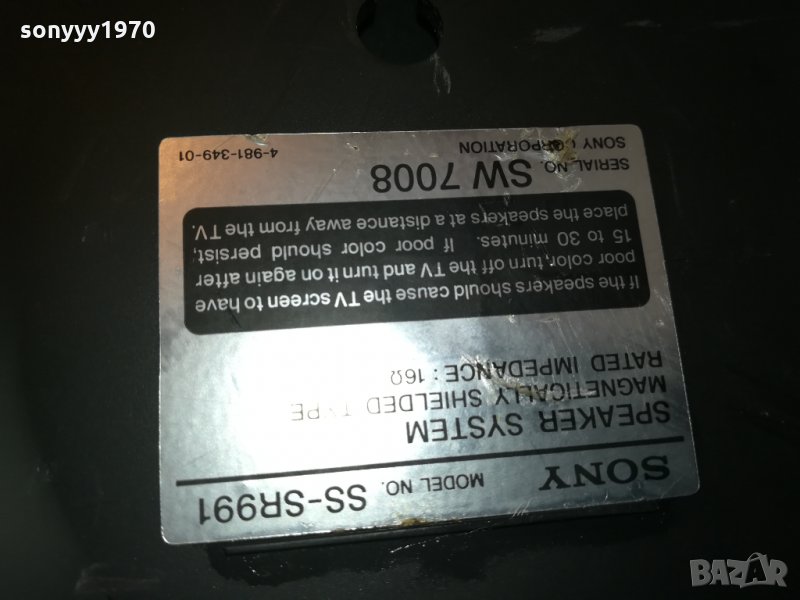 sonyyy1970
SONY MODEL NO. SS-SR991
SPEAKER SYSTEM
MAGNETICALLY SHIELDED TYPE
RATED IMPEDANCE : 16Ω
If the speakers should cause the TV screen to have
poor color, turn off the TV and turn it on again after
15 to 30 minutes. If poor color should persist,
place the speakers at a distance away from the TV.
SERIAL NO. SW 7008
SONY CORPORATION 4-981-349-01
BAZAR